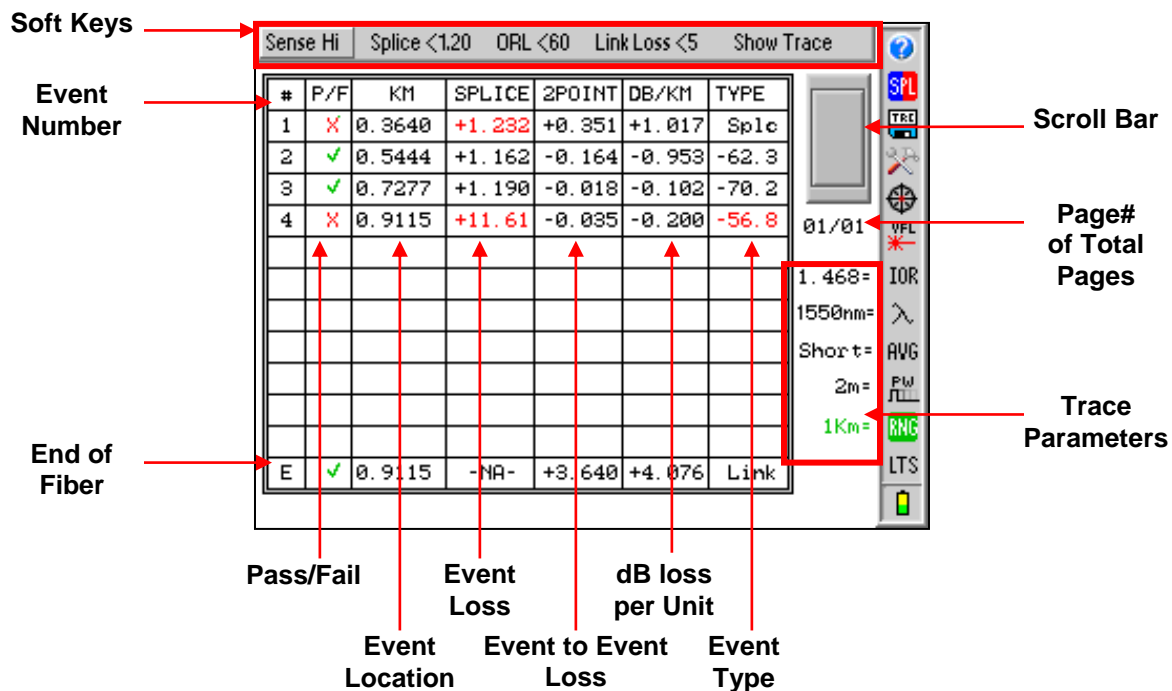 Soft Keys
Sense Hi Splice <1.20 ORL <60 Link Loss <5 Show Trace
Event
Number
# P/F KM SPLICE 2POINT DB/KM TYPE
1 X 0.3640 +1.232 +0.351 +1.017 Splc
2 ✓ 0.5444 +1.162 -0.164 -0.953 -62.3
3 ✓ 0.7277 +1.190 -0.018 -0.102 -70.2
4 X 0.9115 +11.61 -0.035 -0.200 -56.8
E ✓ 0.9115 -NA- +3.640 +4.076 Link
End of
Fiber
01/01
1.468=
1550nm=
Short=
2m=
1Km=
?
SPL
TRC
VFL
IOR
λ
AVG
PW
RNG
LTS
Scroll Bar
Page#
of Total
Pages
Trace
Parameters
Pass/Fail
Event
Loss
dB loss
per Unit
Event
Location
Event to Event
Loss
Event
Type